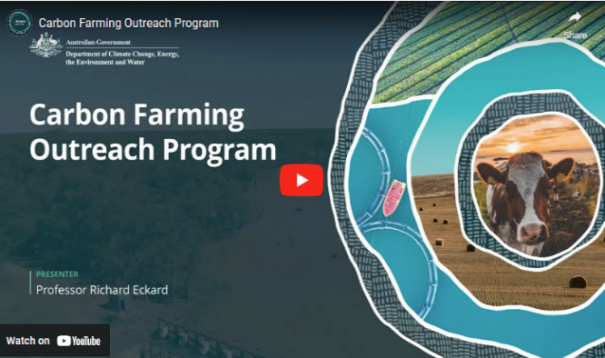 Carbon Farming Outreach Program
Share
Australian Government
Department of Climate Change, Energy,
the Environment and Water
Carbon Farming
Outreach Program
PRESENTER
Professor Richard Eckard
Watch on YouTube